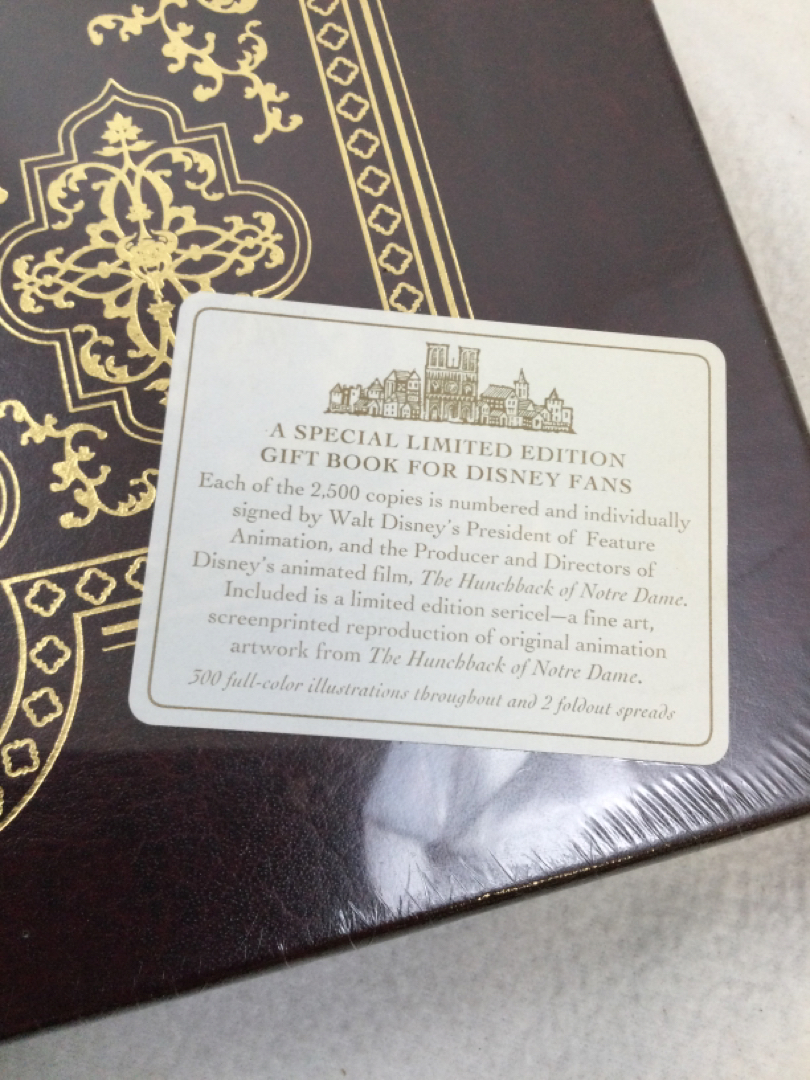 A SPECIAL LIMITED EDITION
GIFT BOOK FOR DISNEY FANS
Each of the 2,500 copies is numbered and individually
signed by Walt Disney's President of Feature
Animation, and the Producer and Directors of
Disney's animated film, The Hunchback of Notre Dame.
Included is a limited edition sericel—a fine art,
screenprinted reproduction of original animation
artwork from The Hunchback of Notre Dame.
300 full-color illustrations throughout and 2 foldout spreads